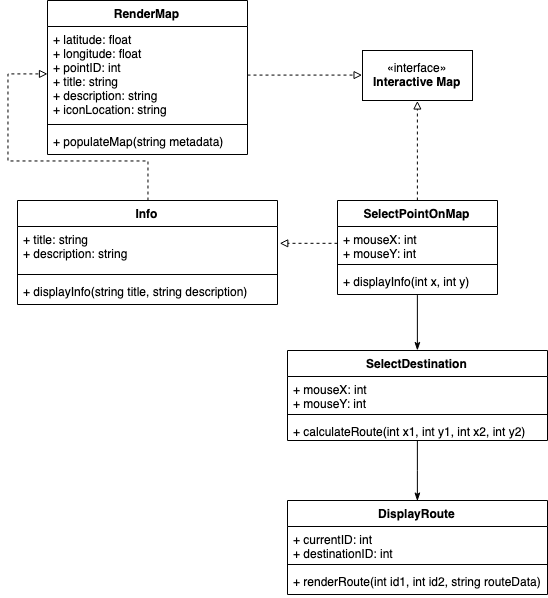 RenderMap
+ latitude: float
+ longitude: float
+ pointID: int
+ title: string
+ description: string
+ iconLocation: string
+ populateMap(string metadata)
«interface»
Interactive Map
Info
+ title: string
+ description: string
+ displayInfo(string title, string description)
SelectPointOnMap
+ mouseX: int
+ mouseY: int
+ displayInfo(int x, int y)
SelectDestination
+ mouseX: int
+ mouseY: int
+ calculateRoute(int x1, int y1, int x2, int y2)
DisplayRoute
+ currentID: int
+ destinationID: int
+ renderRoute(int id1, int id2, string routeData)